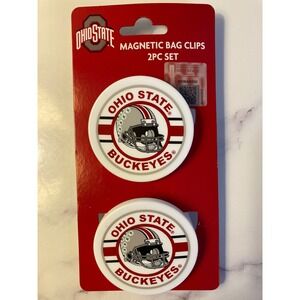 OHIO STATE
MAGNETIC BAG CLIPS
2PC SET
OHIO STATE
BUCKEYES®
OHIO STATE
BUCKEYES®